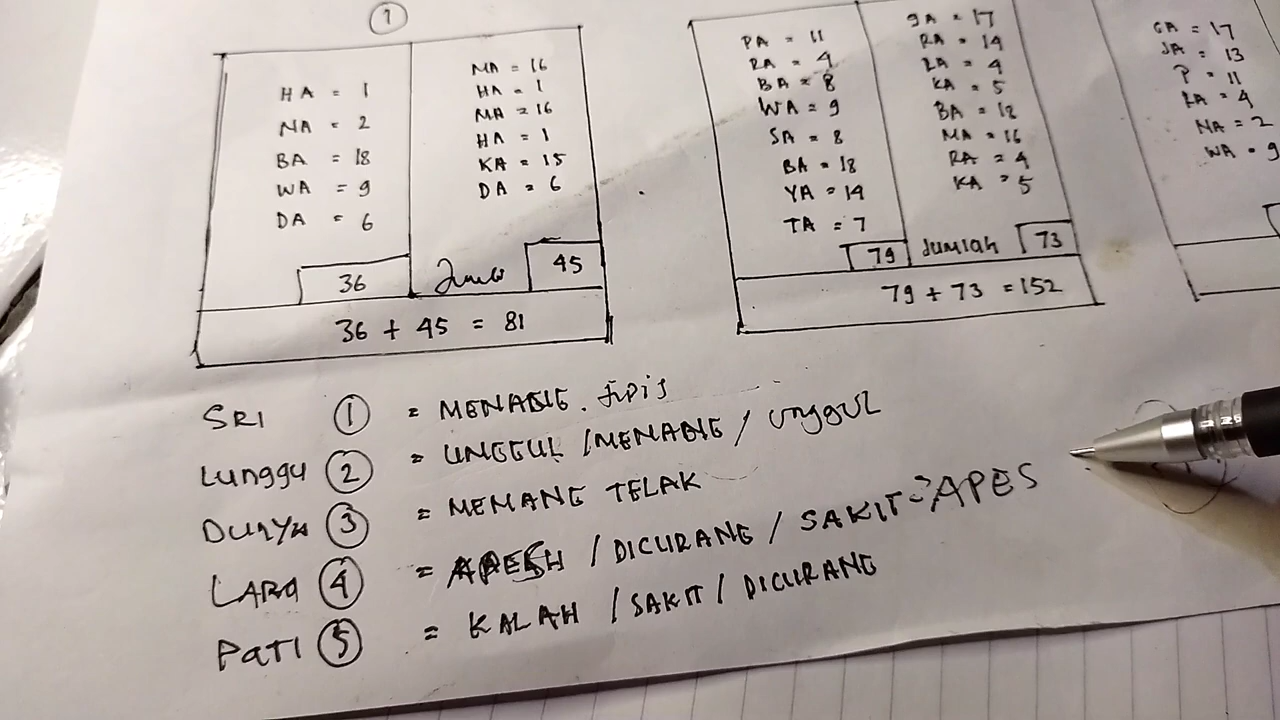 1
HA = 1
NA = 2
BA = 18
WA = 9
DA = 6
36
MA = 16
HA = 1
MA = 16
HA = 1
KA = 15
DA = 6
45
36 + 45 = 81
PA = 11
RA = 4
BA = 8
WA = 9
SA = 8
BA = 18
YA = 14
TA = 7
79
GA = 17
RA = 14
RA = 4
KA = 5
BA = 18
MA = 16
RA = 4
KA = 5
Jumlah 73
79 + 73 = 152
GA = 17
JA = 13
P = 11
RA = 4
NA = 2
WA = 9
SRI 1 = MENANG. tipis
Lunggu 2 = UNGGUL / MENANG / Unggul
DUNYA 3 = MENANG TELAK
LARA 4 = / DICURANG / SAKIT = APES
PATI 5 = KALAH / SAKIT / DICURANG